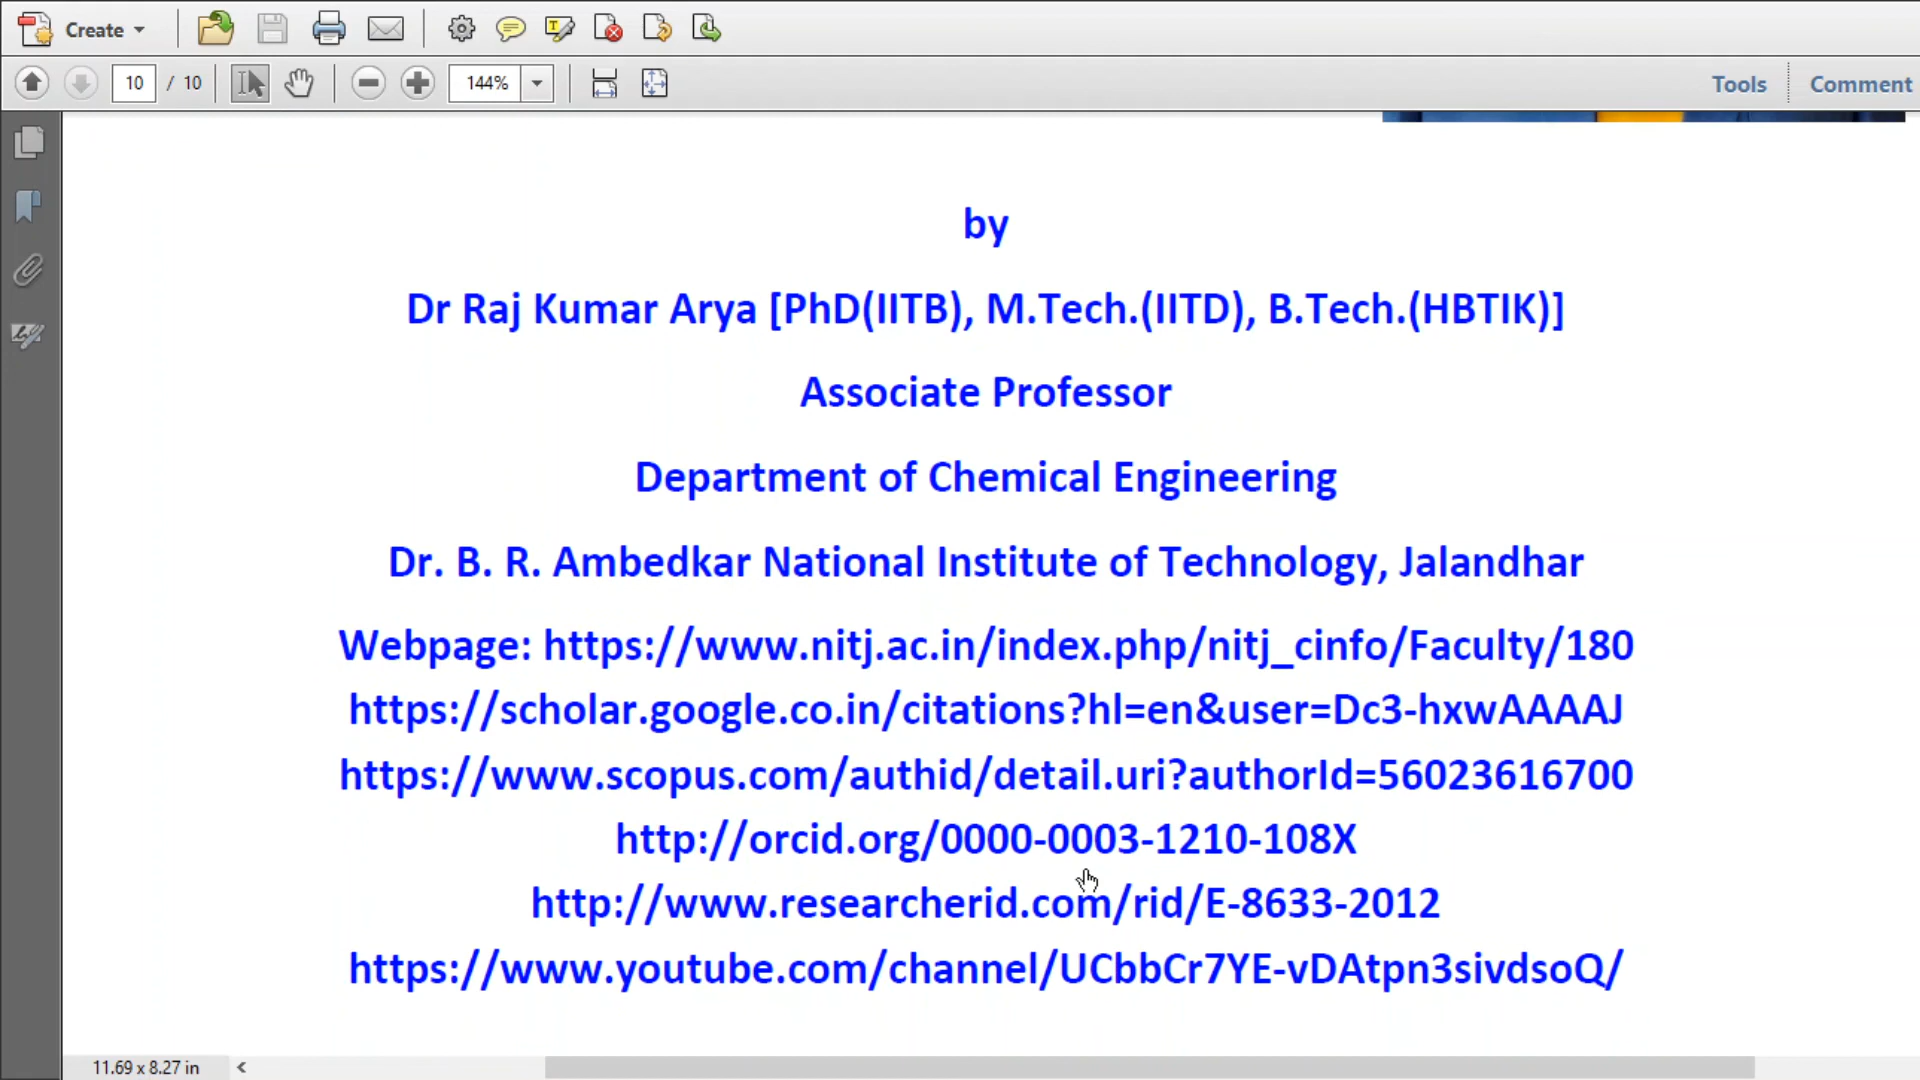 Create
10 / 10
144%
Tools
Comment
by
Dr Raj Kumar Arya [PhD(IITB), M.Tech.(IITD), B.Tech.(HBTIK)]
Associate Professor
Department of Chemical Engineering
Dr. B. R. Ambedkar National Institute of Technology, Jalandhar
Webpage: https://www.nitj.ac.in/index.php/nitj_cinfo/Faculty/180
https://scholar.google.co.in/citations?hl=en&user=Dc3-hxwAAAAJ
https://www.scopus.com/authid/detail.uri?authorId=56023616700
http://orcid.org/0000-0003-1210-108X
http://www.researcherid.com/rid/E-8633-2012
https://www.youtube.com/channel/UCbbCr7YE-vDAtpn3sivdsoQ/
11.69 x 8.27 in